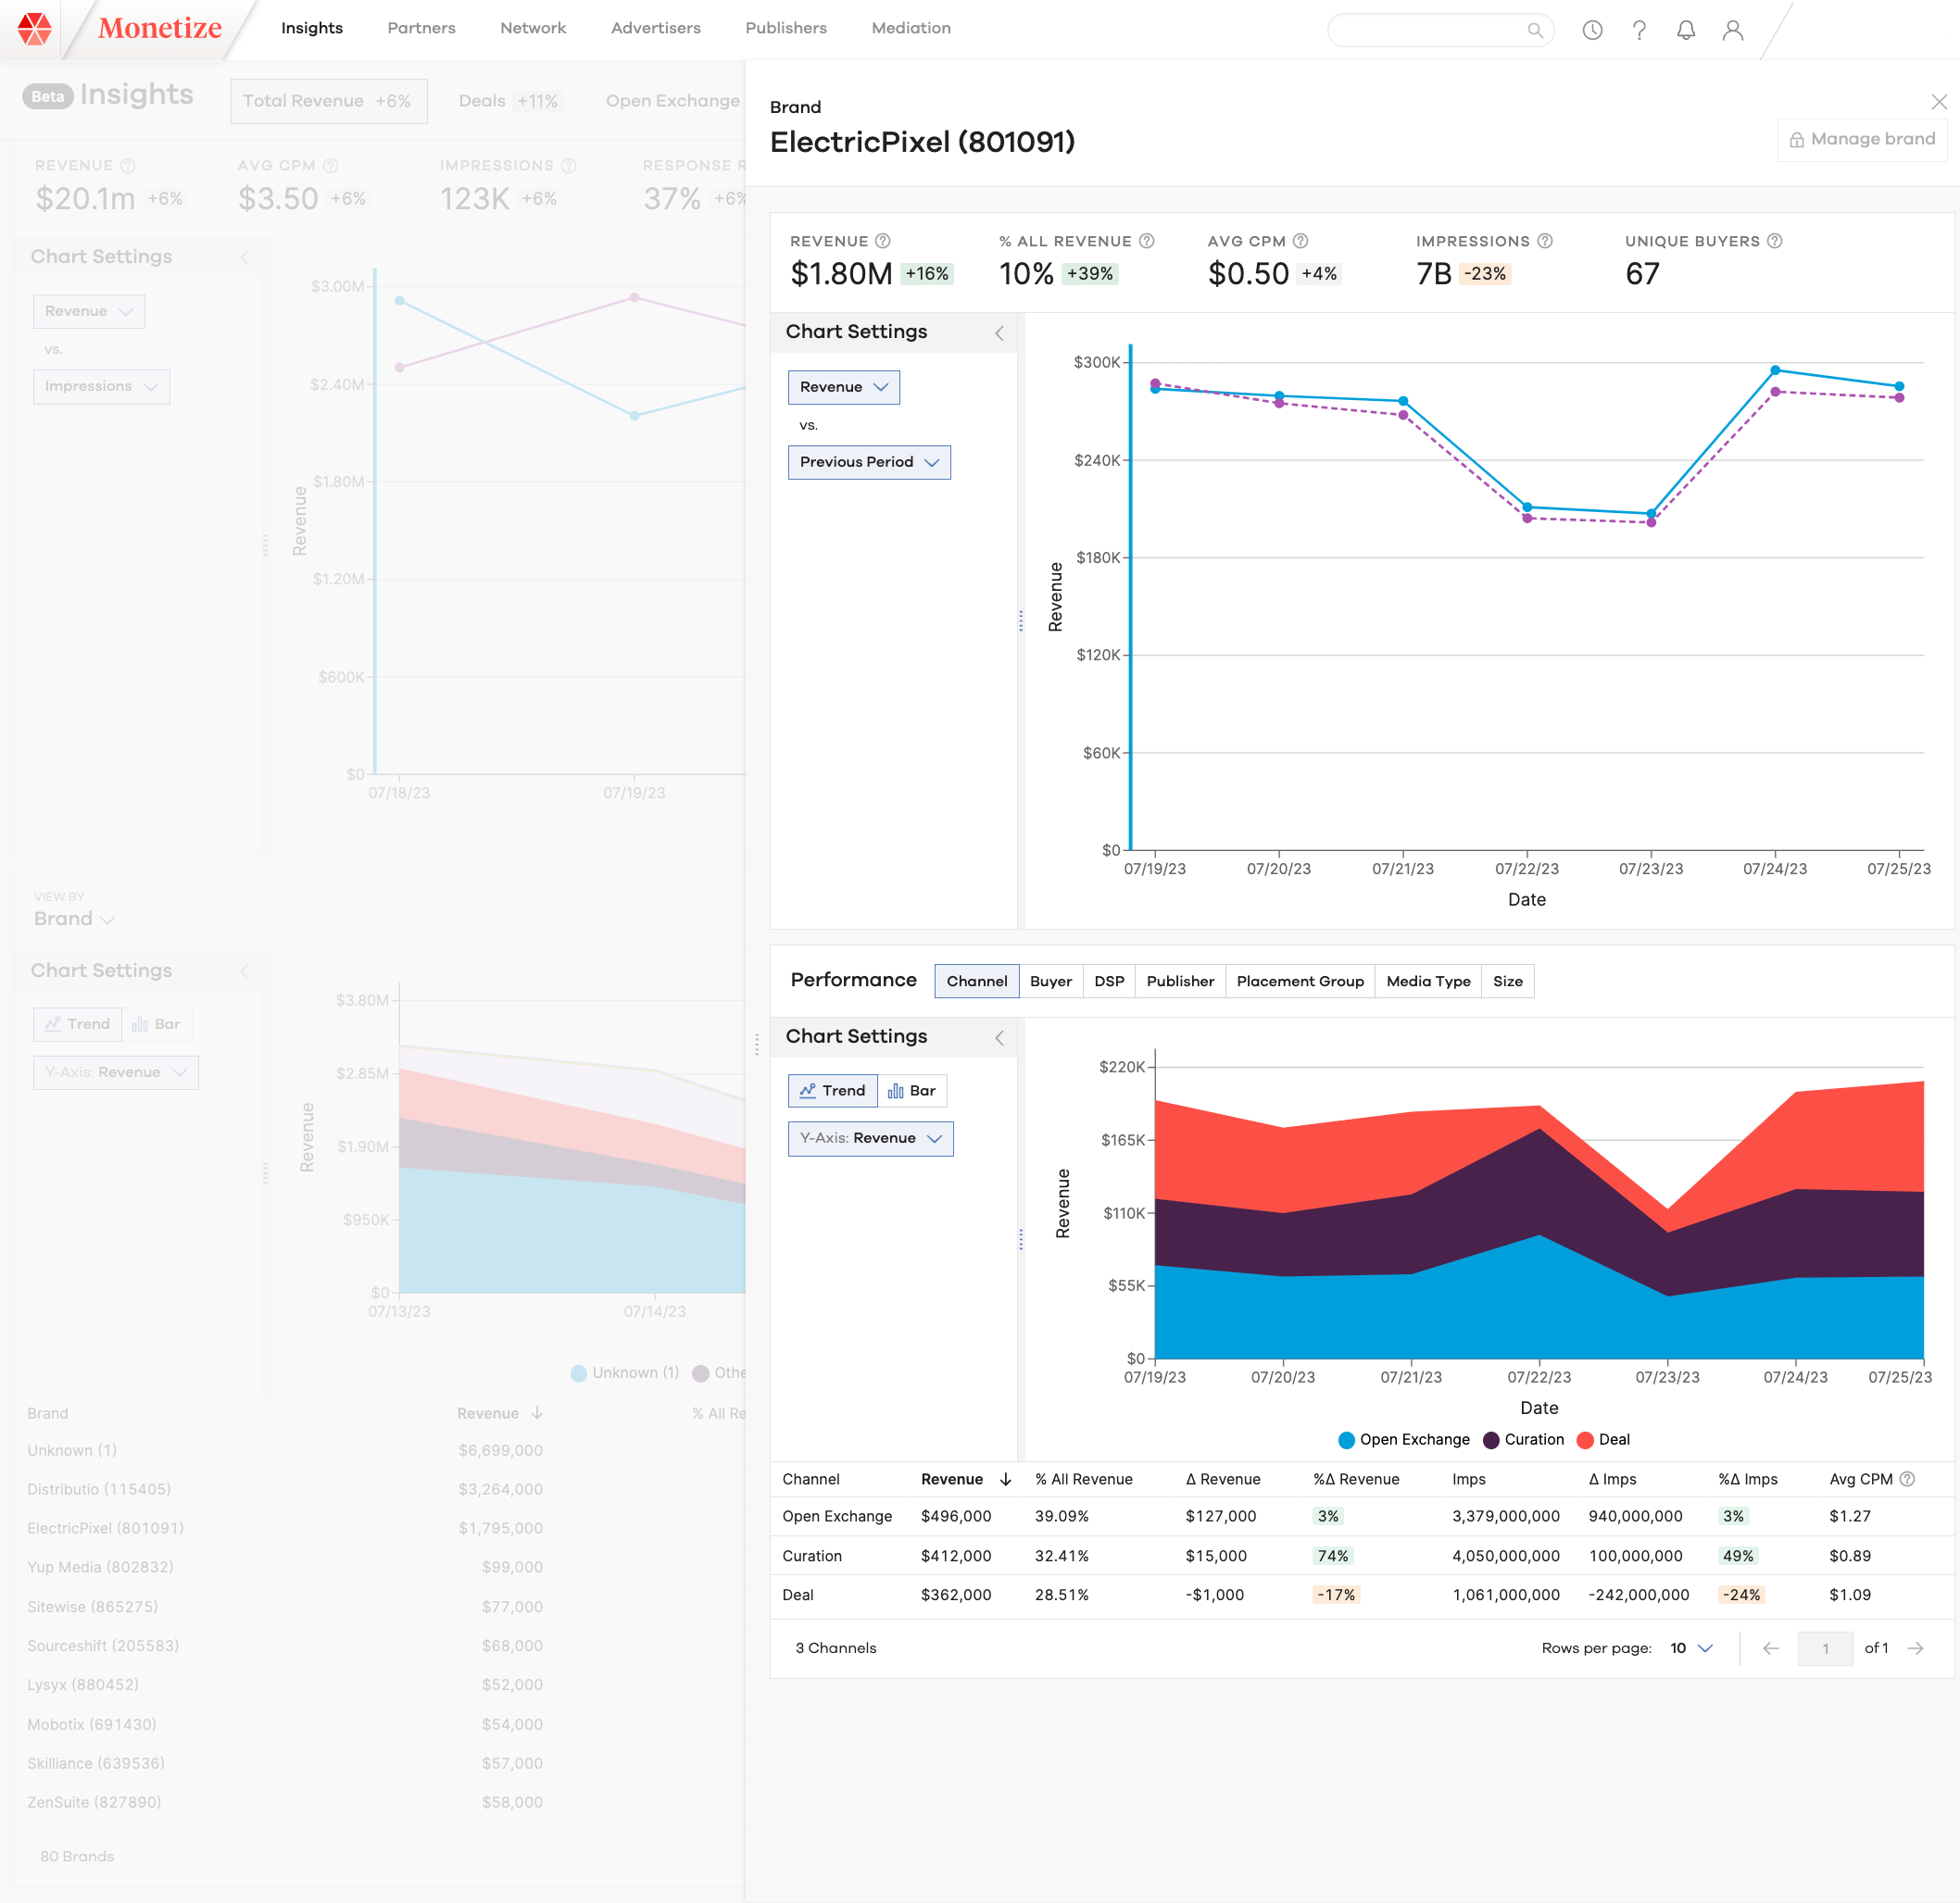 Monetize
Insights Partners Network Advertisers Publishers Mediation
Beta Insights
Total Revenue +6% Deals +11% Open Exchange
REVENUE AVG CPM IMPRESSIONS RESPONSE R
$20.1m +6% $3.50 +6% 123K +6% 37% +6%
Chart Settings
Revenue
vs.
Impressions
$3.00M
$2.40M
$1.80M
$1.20M
$600K
$0
Revenue
07/18/23 07/19/23
VIEW BY
Brand
Chart Settings
Trend Bar
Y-Axis: Revenue
$3.80M
$2.85M
$1.90M
$950K
$0
Revenue
07/13/23 07/14/23
Unknown (1) Othe
Brand Revenue % All Re
Unknown (1) $6,699,000
Distributio (115405) $3,264,000
ElectricPixel (801091) $1,795,000
Yup Media (802832) $99,000
Sitewise (865275) $77,000
Sourceshift (205583) $68,000
Lysyx (880452) $52,000
Mobotix (691430) $54,000
Skilliance (639536) $57,000
ZenSuite (827890) $58,000
80 Brands
Brand
ElectricPixel (801091)
Manage brand
REVENUE % ALL REVENUE AVG CPM IMPRESSIONS UNIQUE BUYERS
$1.80M +16% 10% +39% $0.50 +4% 7B -23% 67
Chart Settings
Revenue
vs.
Previous Period
$300K
$240K
$180K
$120K
$60K
$0
Revenue
07/19/23 07/20/23 07/21/23 07/22/23 07/23/23 07/24/23 07/25/23
Date
Performance Channel Buyer DSP Publisher Placement Group Media Type Size
Chart Settings
Trend Bar
Y-Axis: Revenue
$220K
$165K
$110K
$55K
$0
Revenue
07/19/23 07/20/23 07/21/23 07/22/23 07/23/23 07/24/23 07/25/23
Date
Open Exchange Curation Deal
Channel Revenue % All Revenue Δ Revenue %Δ Revenue Imps Δ Imps %Δ Imps Avg CPM
Open Exchange $496,000 39.09% $127,000 3% 3,379,000,000 940,000,000 3% $1.27
Curation $412,000 32.41% $15,000 74% 4,050,000,000 100,000,000 49% $0.89
Deal $362,000 28.51% -$1,000 -17% 1,061,000,000 -242,000,000 -24% $1.09
3 Channels Rows per page: 10 1 of 1